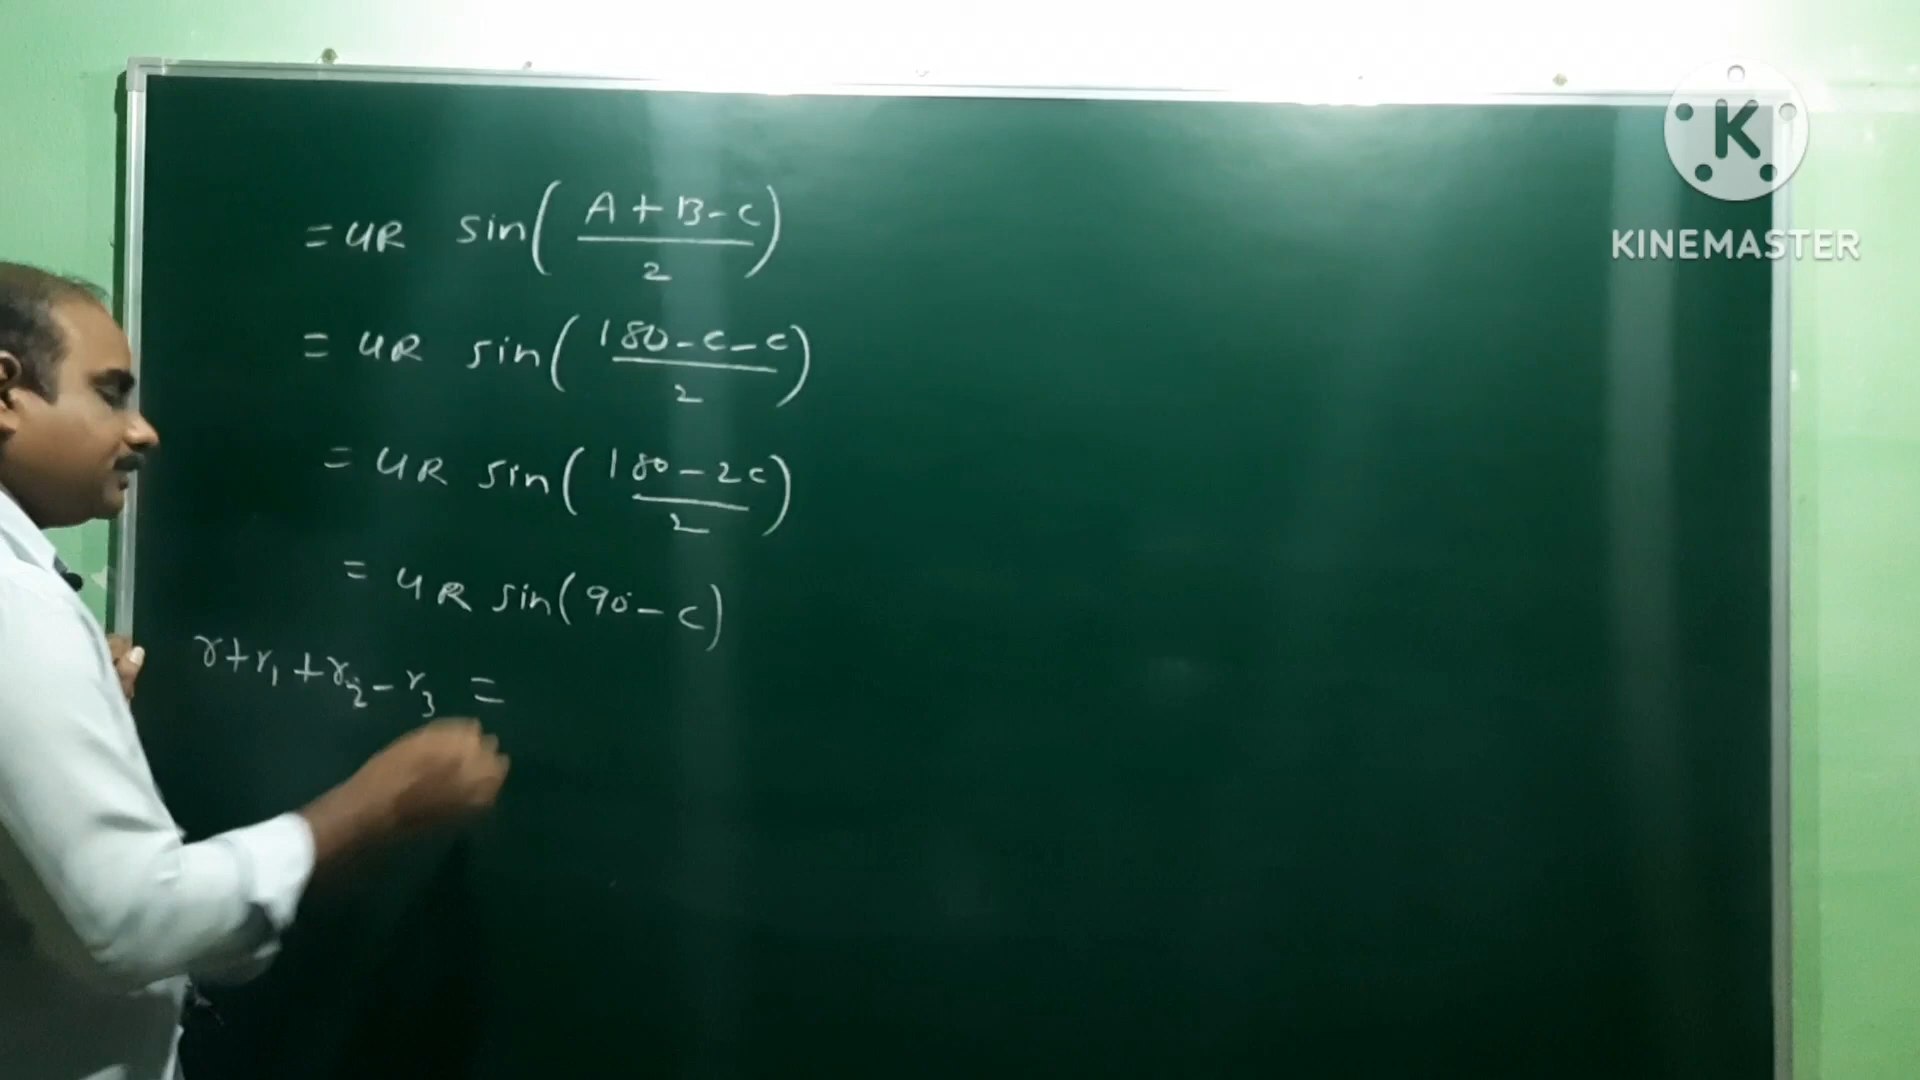 = 4R sin(A+B-C/2)
= 4R sin(180-C-C/2)
= 4R sin(180-2C/2)
= 4R sin(90°-C)
r+r₁+r₂-r₃ =
K
KINEMASTER